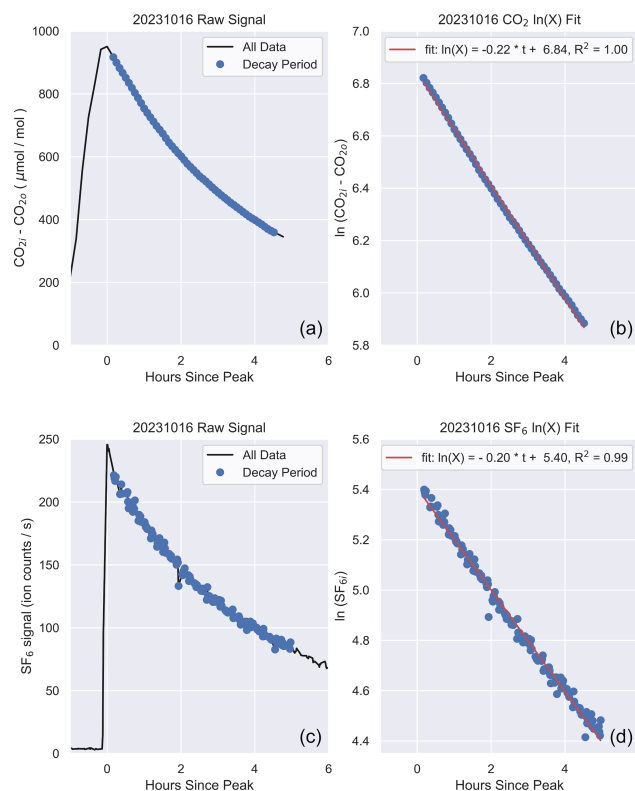 20231016 Raw Signal
1000
800
600
400
200
0
CO₂ᵢ - CO₂ₒ ( μmol / mol )
All Data
Decay Period
(a)
0 2 4 6
Hours Since Peak
20231016 CO₂ ln(X) Fit
7.0
6.8
6.6
6.4
6.2
6.0
5.8
ln (CO₂ᵢ - CO₂ₒ)
fit: ln(X) = -0.22 * t + 6.84, R² = 1.00
(b)
0 2 4
Hours Since Peak
20231016 Raw Signal
250
200
150
100
50
0
SF₆ signal (ion counts / s)
All Data
Decay Period
(c)
0 2 4 6
Hours Since Peak
20231016 SF₆ ln(X) Fit
5.6
5.4
5.2
5.0
4.8
4.6
4.4
ln (SF₆ᵢ)
fit: ln(X) = - 0.20 * t + 5.40, R² = 0.99
(d)
0 2 4
Hours Since Peak